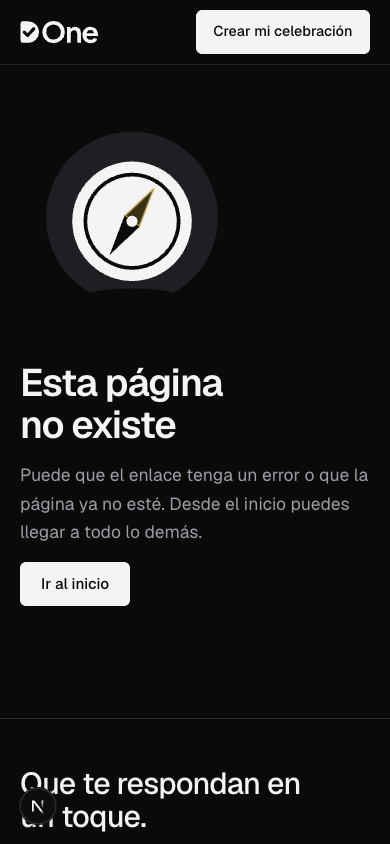 One
Crear mi celebración
Esta página
no existe
Puede que el enlace tenga un error o que la
página ya no esté. Desde el inicio puedes
llegar a todo lo demás.
Ir al inicio
Que te respondan en
N
un toque.